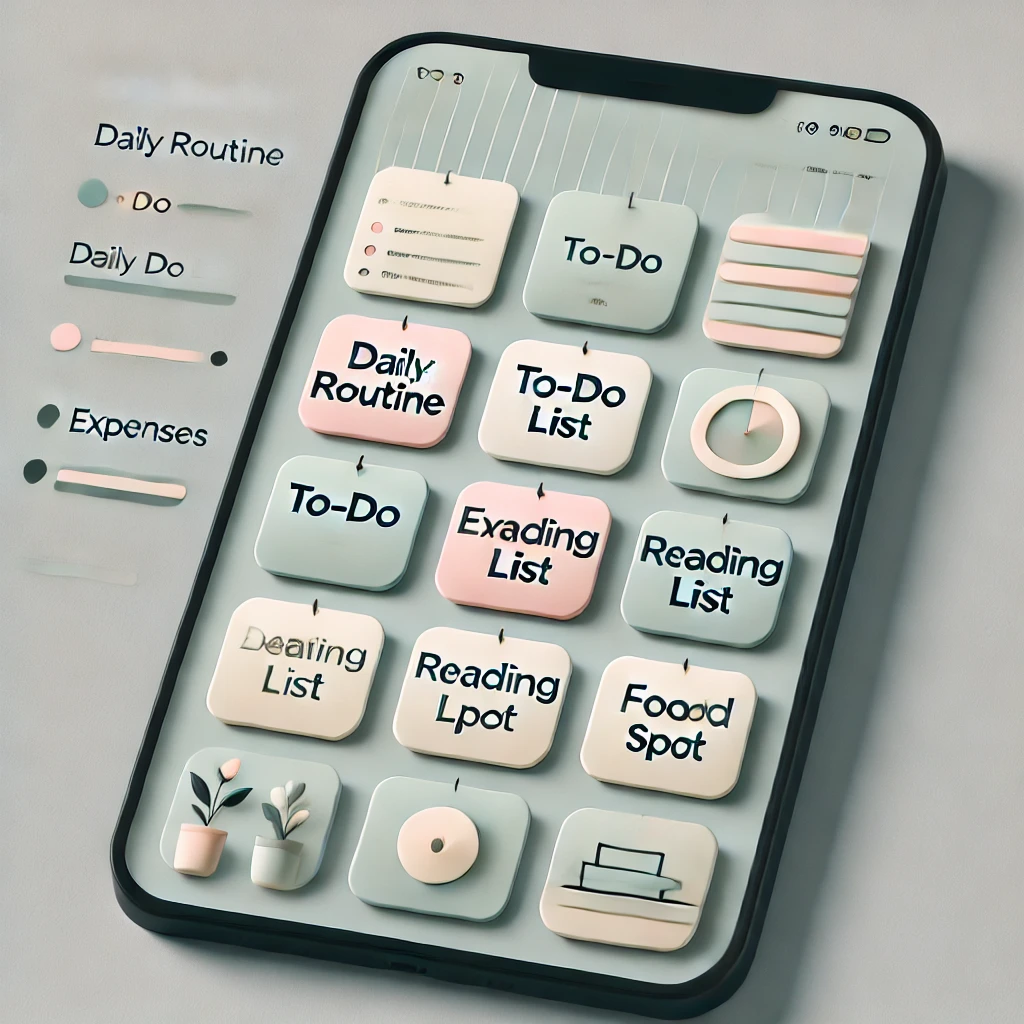 Daily Routine
Do
Daily Do
Expenses
To-Do
Daily
Routine
To-Do
List
To-Do
Exading
List
Reading
List
Deating
List
Reading
Lpot
Foood
Spot